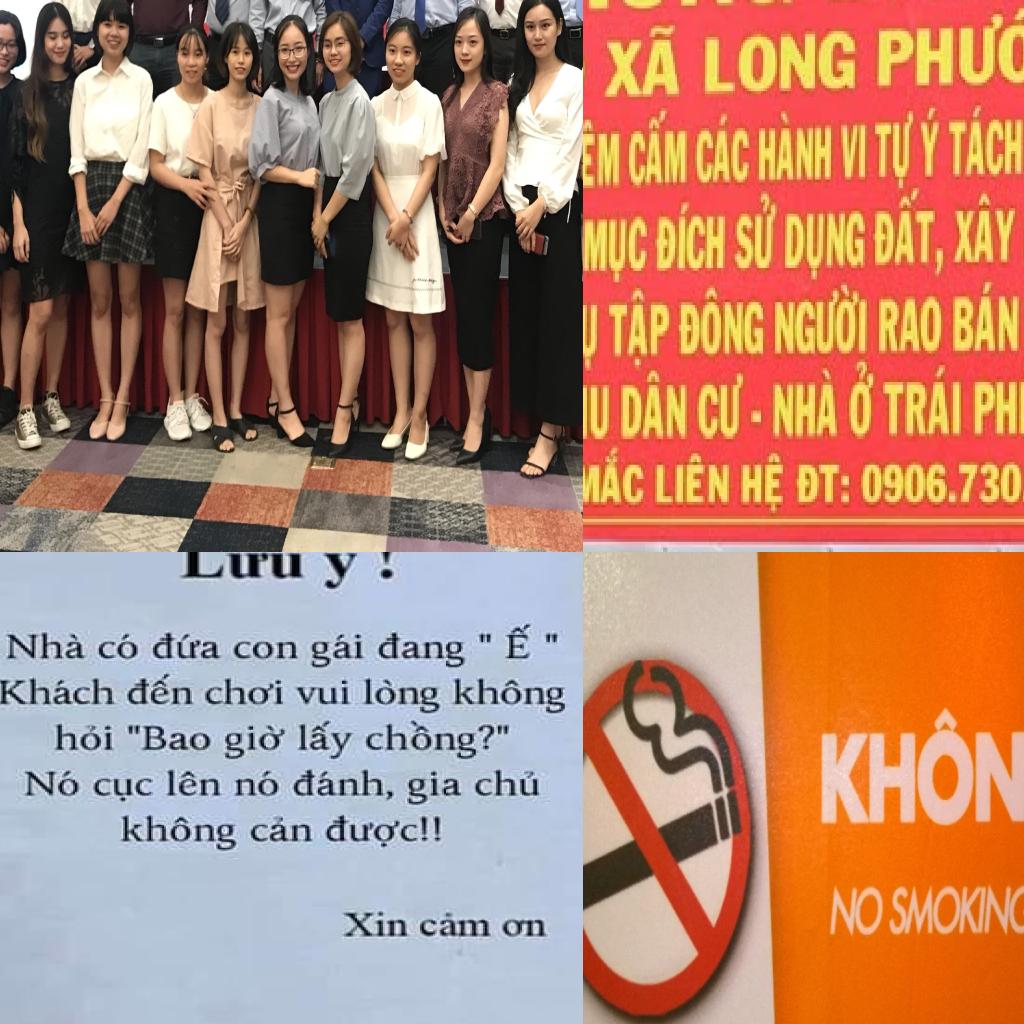 XÃ LONG PHƯỚ
CẤM CÁC HÀNH VI TỰ Ý TÁCH
MỤC ĐÍCH SỬ DỤNG ĐẤT, XÂY
TẬP ĐÔNG NGƯỜI RAO BÁN
DÂN CƯ - NHÀ Ở TRÁI PH
MẮC LIÊN HỆ ĐT: 0906.730
Lưu ý !
Nhà có đứa con gái đang " Ế "
Khách đến chơi vui lòng không
hỏi "Bao giờ lấy chồng?"
Nó cục lên nó đánh, gia chủ
không cản được!!
Xin cảm ơn
KHÔN
NO SMOKING